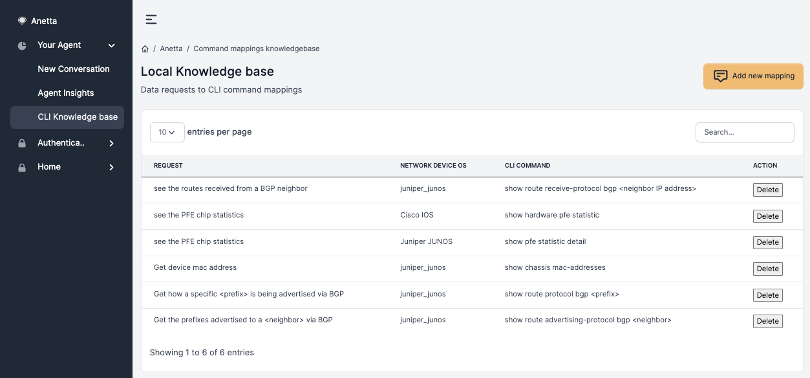 Anetta
Your Agent
New Conversation
Agent Insights
CLI Knowledge base
Authentica..
Home
/ Anetta / Command mappings knowledgebase
Local Knowledge base
Data requests to CLI command mappings
Add new mapping
10 entries per page
Search...
REQUEST NETWORK DEVICE OS CLI COMMAND ACTION
see the routes received from a BGP neighbor juniper_junos show route receive-protocol bgp <neighbor IP address> Delete
see the PFE chip statistics Cisco IOS show hardware pfe statistic Delete
see the PFE chip statistics Juniper JUNOS show pfe statistic detail Delete
Get device mac address juniper_junos show chassis mac-addresses Delete
Get how a specific <prefix> is being advertised via BGP juniper_junos show route protocol bgp <prefix> Delete
Get the prefixes advertised to a <neighbor> via BGP juniper_junos show route advertising-protocol bgp <neighbor> Delete
Showing 1 to 6 of 6 entries